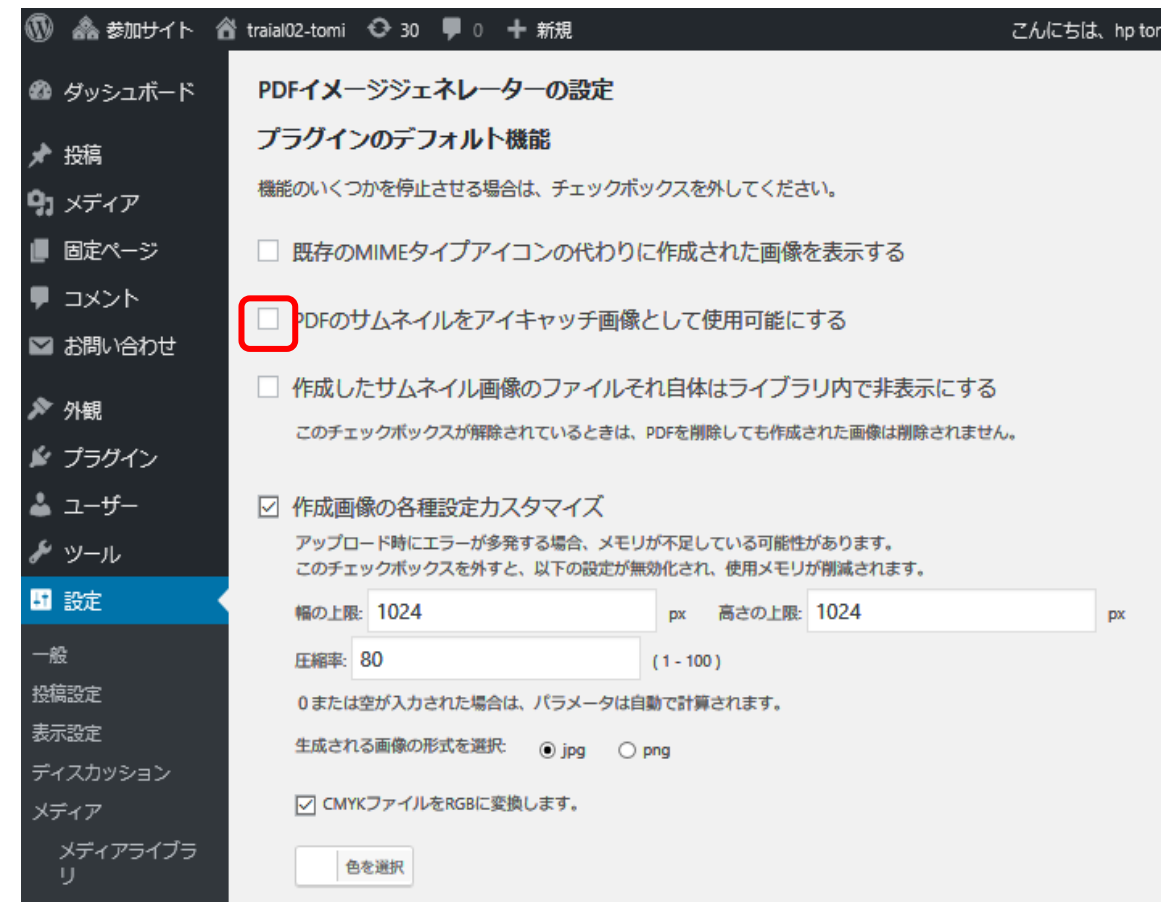 参加サイト traial02-tomi 30 0 新規 こんにちは、hp tor
ダッシュボード
投稿
メディア
固定ページ
コメント
お問い合わせ
外観
プラグイン
ユーザー
ツール
設定
一般
投稿設定
表示設定
ディスカッション
メディア
メディアライブラ
リ
PDFイメージジェネレーターの設定
プラグインのデフォルト機能
機能のいくつかを停止させる場合は、チェックボックスを外してください。
既存のMIMEタイプアイコンの代わりに作成された画像を表示する
PDFのサムネイルをアイキャッチ画像として使用可能にする
作成したサムネイル画像のファイルそれ自体はライブラリ内で非表示にする
このチェックボックスが解除されているときは、PDFを削除しても作成された画像は削除されません。
作成画像の各種設定カスタマイズ
アップロード時にエラーが多発する場合、メモリが不足している可能性があります。
このチェックボックスを外すと、以下の設定が無効化され、使用メモリが削減されます。
幅の上限: 1024 px 高さの上限: 1024 px
圧縮率: 80 ( 1 - 100 )
0または空が入力された場合は、パラメータは自動で計算されます。
生成される画像の形式を選択: jpg png
CMYKファイルをRGBに変換します。
色を選択